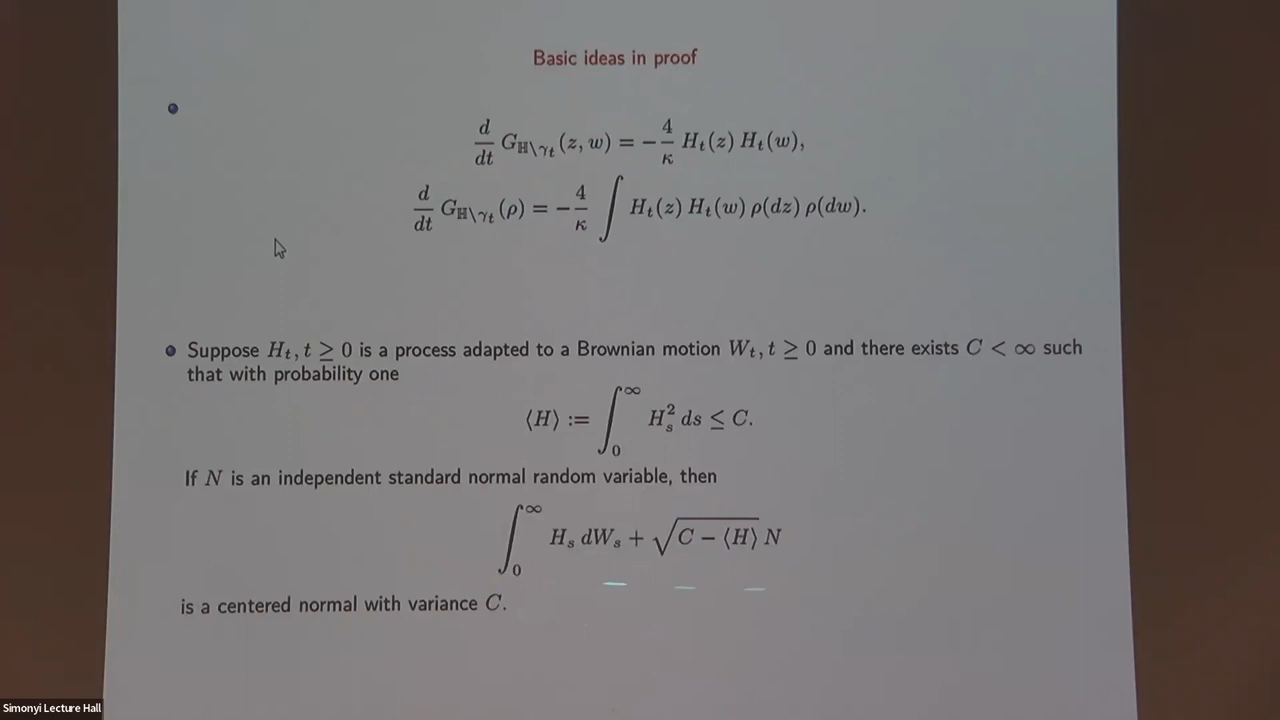 Basic ideas in proof
d/dt G_{ℍ\γ_t}(z, w) = −4/κ H_t(z) H_t(w),
d/dt G_{ℍ\γ_t}(ρ) = −4/κ ∫ H_t(z) H_t(w) ρ(dz) ρ(dw).
Suppose H_t, t ≥ 0 is a process adapted to a Brownian motion W_t, t ≥ 0 and there exists C < ∞ such
that with probability one
⟨H⟩ := ∫_0^∞ H_s^2 ds ≤ C.
If N is an independent standard normal random variable, then
∫_0^∞ H_s dW_s + √(C − ⟨H⟩) N
is a centered normal with variance C.
Simonyi Lecture Hall